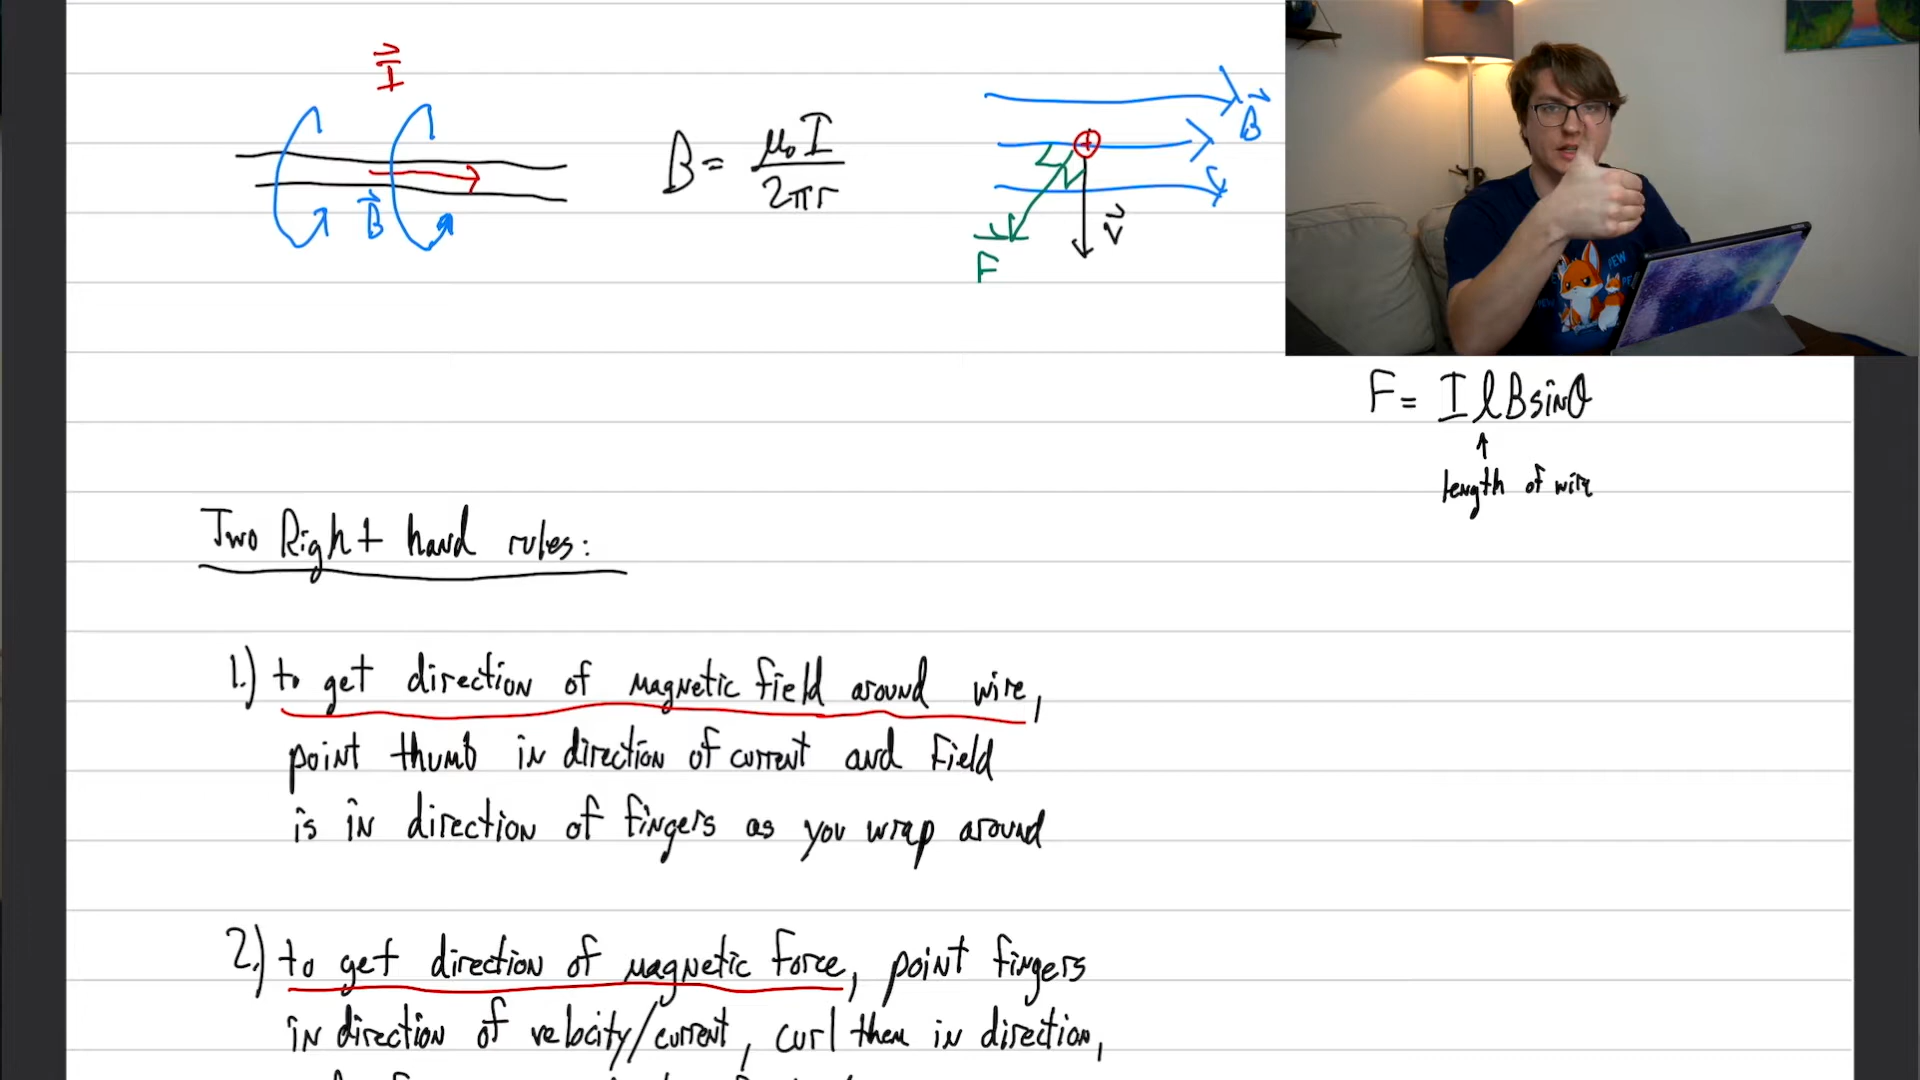 I
B
B = μ₀I / 2πr
B
+
V
F
F = I ℓ B sinθ
length of wire
Two Right hand rules:
1.) to get direction of magnetic field around wire,
point thumb in direction of current and field
is in direction of fingers as you wrap around
2.) to get direction of magnetic force, point fingers
in direction of velocity/current, curl them in direction,
PEW